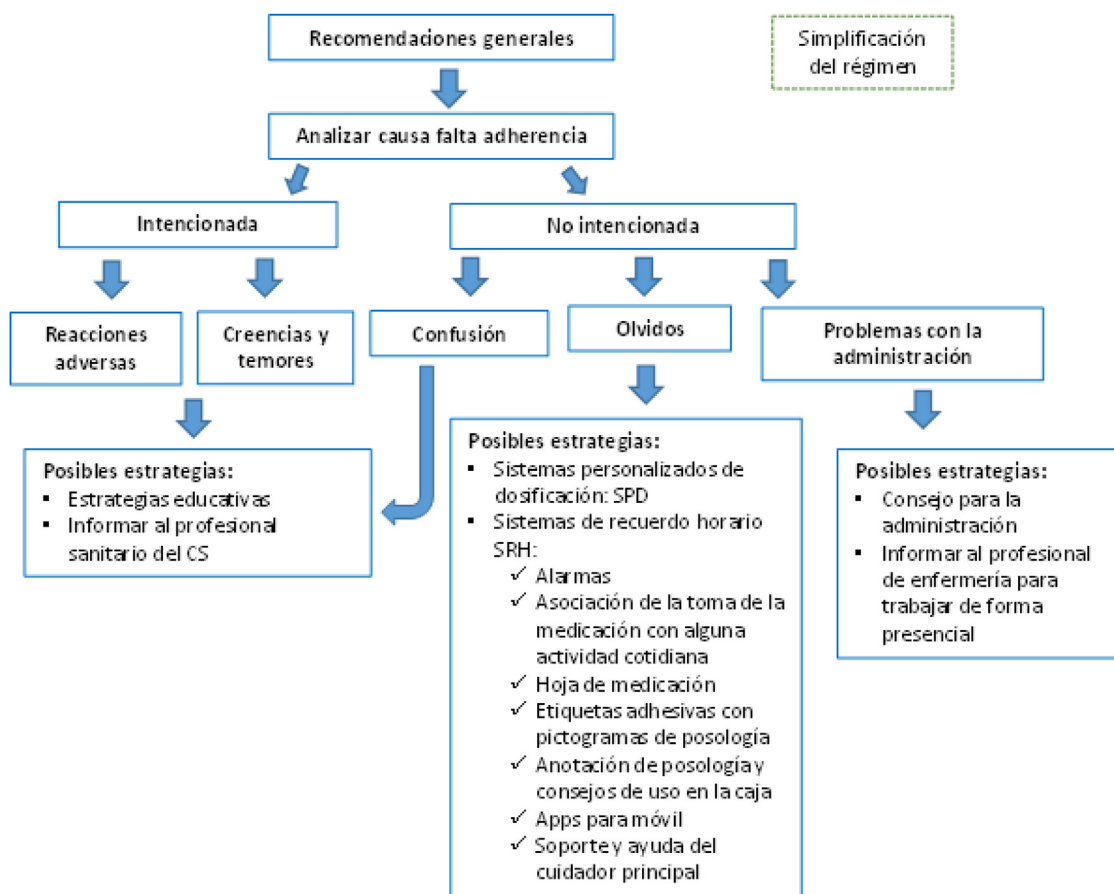 Recomendaciones generales
Simplificación
del régimen
Analizar causa falta adherencia
Intencionada
No intencionada
Reacciones
adversas
Creencias y
temores
Confusión
Olvidos
Problemas con la
administración
Posibles estrategias:
▪ Estrategias educativas
▪ Informar al profesional
sanitario del CS
Posibles estrategias:
▪ Sistemas personalizados de
dosificación: SPD
▪ Sistemas de recuerdo horario
SRH:
✓ Alarmas
✓ Asociación de la toma de la
medicación con alguna
actividad cotidiana
✓ Hoja de medicación
✓ Etiquetas adhesivas con
pictogramas de posología
✓ Anotación de posología y
consejos de uso en la caja
✓ Apps para móvil
✓ Soporte y ayuda del
cuidador principal
Posibles estrategias:
▪ Consejo para la
administración
▪ Informar al profesional
de enfermería para
trabajar de forma
presencial